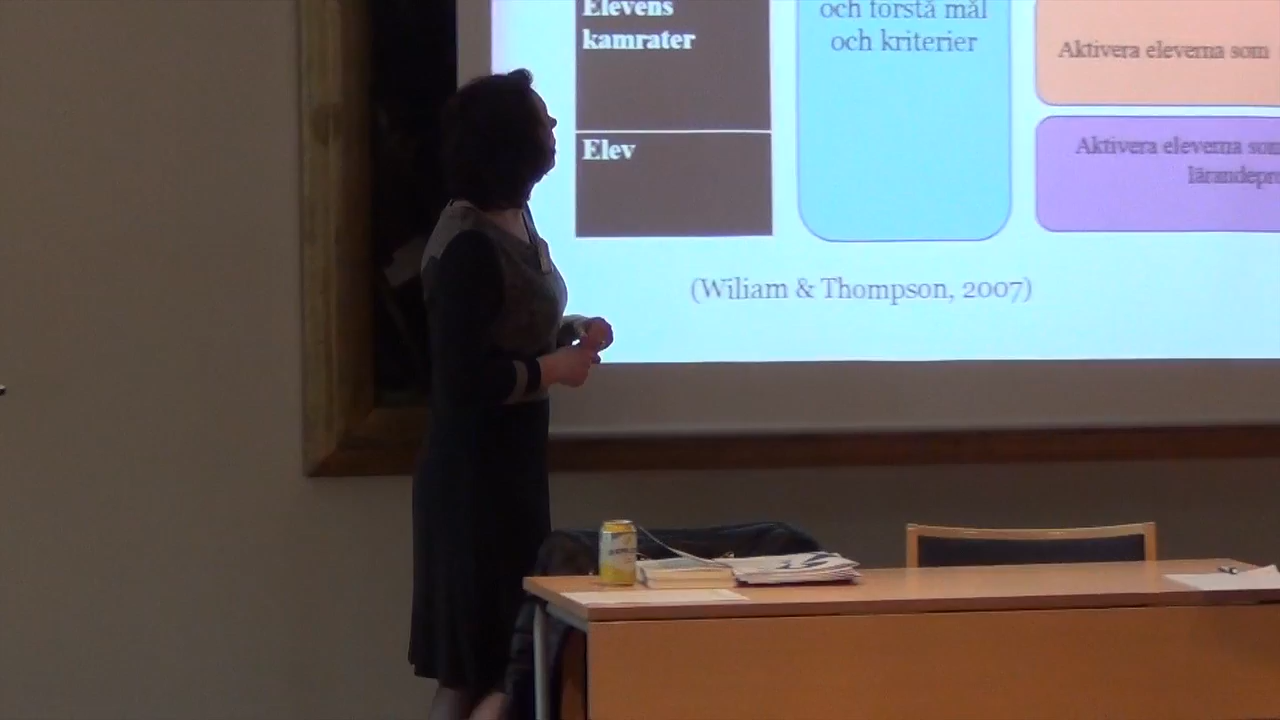 Elevens
kamrater
och förstå mål
och kriterier
Aktivera eleverna som
Elev
Aktivera eleverna som
(Wiliam & Thompson, 2007)